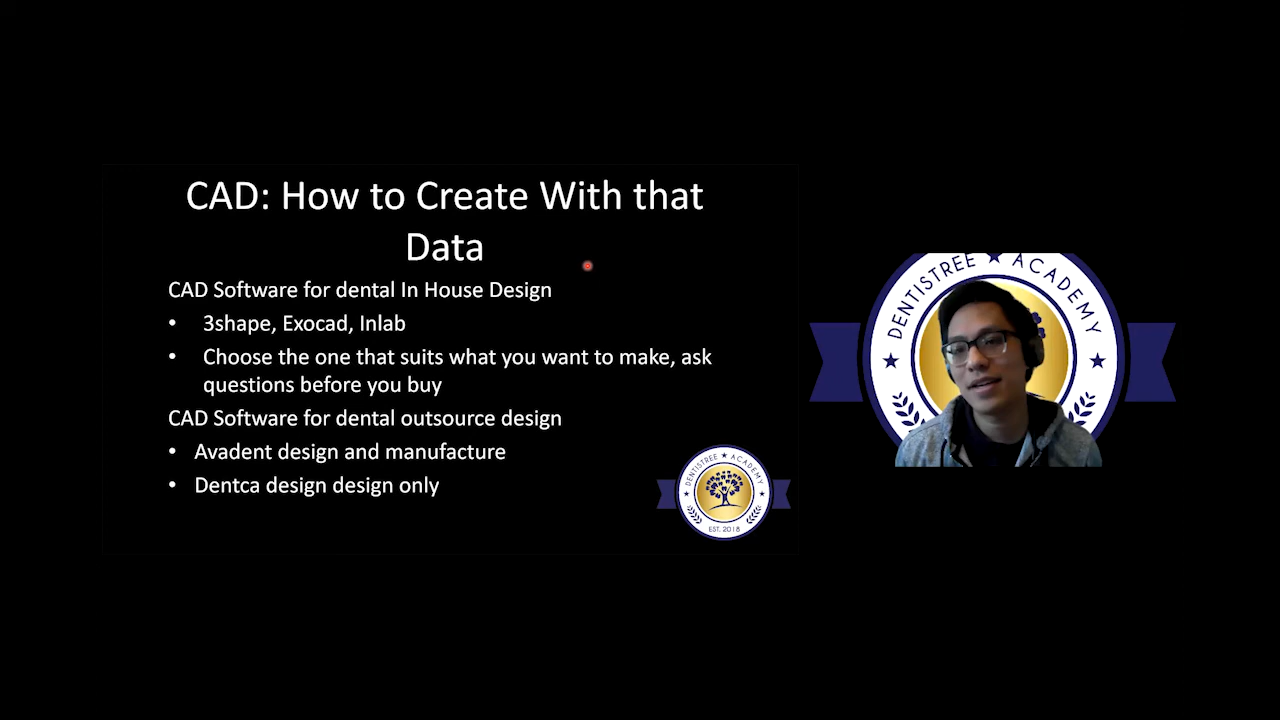 CAD: How to Create With that
Data
CAD Software for dental In House Design
• 3shape, Exocad, Inlab
• Choose the one that suits what you want to make, ask
questions before you buy
CAD Software for dental outsource design
• Avadent design and manufacture
• Dentca design design only
DENTISTREE ★ ACADEMY
EST. 2018
DENTISTREE ★ ACADEMY